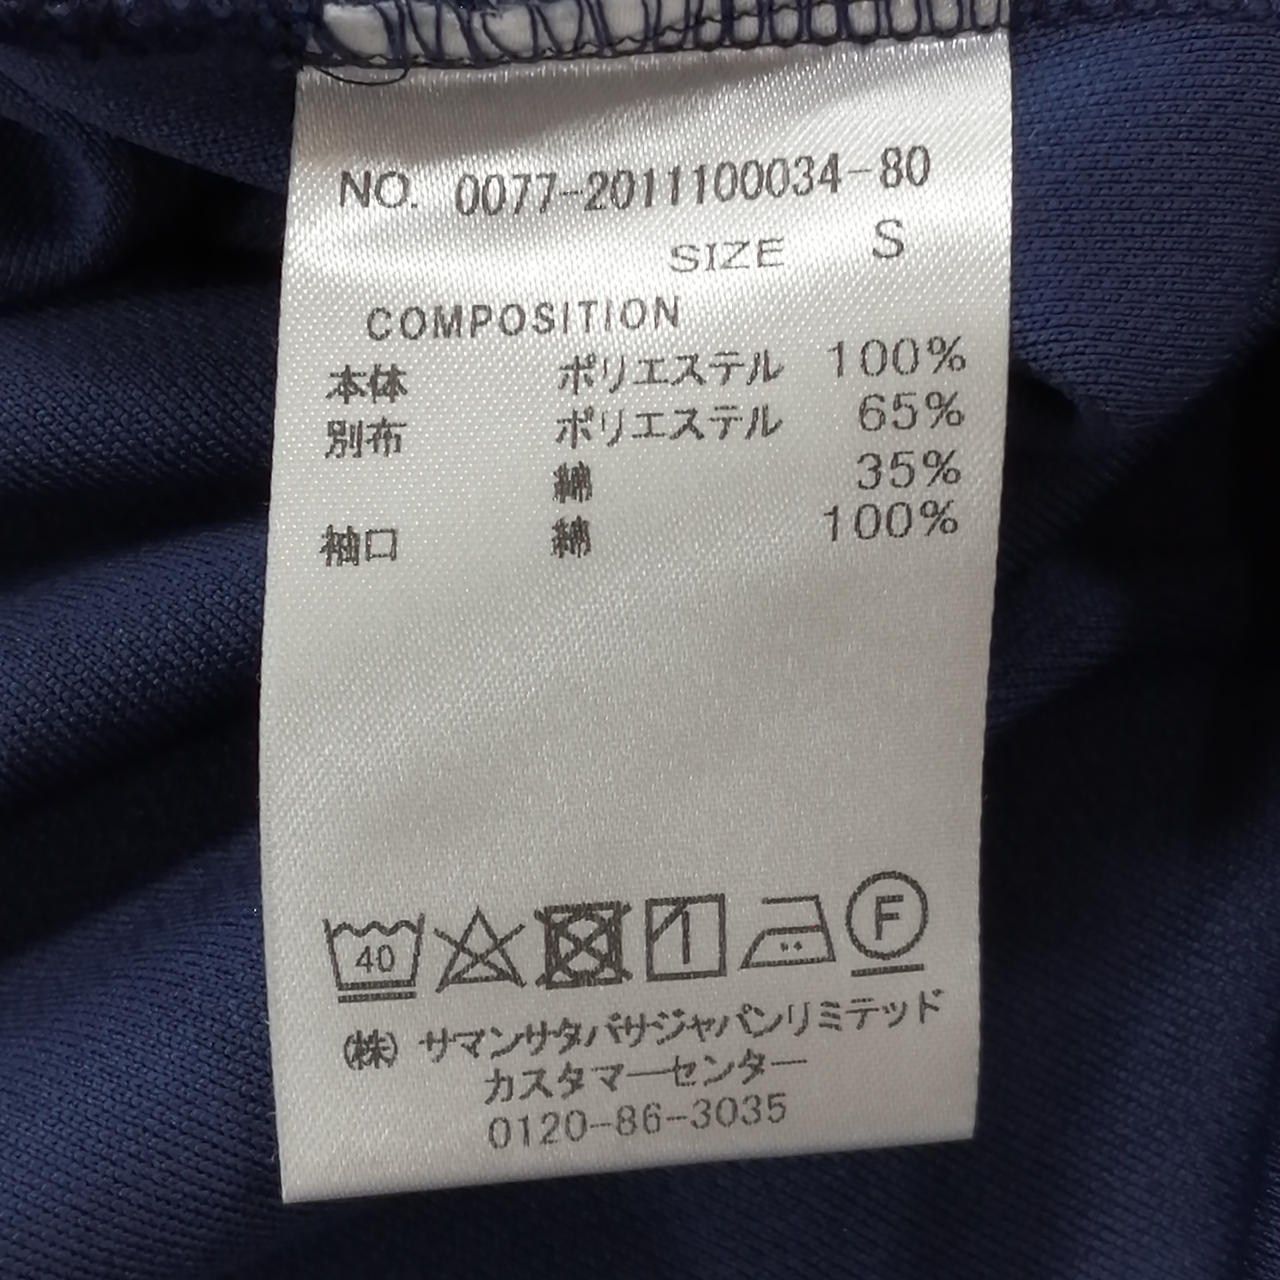 NO. 0077-2011100034-80
SIZE S
COMPOSITION
本体 ポリエステル 100%
別布 ポリエステル 65%
綿 35%
袖口 綿 100%
40 F
(株) サマンサタバサジャパンリミテッド
カスタマーセンター
0120-86-3035